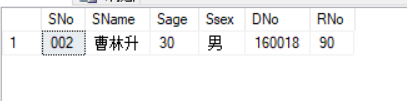 SNo SName Sage Ssex DNo RNo
1 002 曹林升 30 男 160018 90